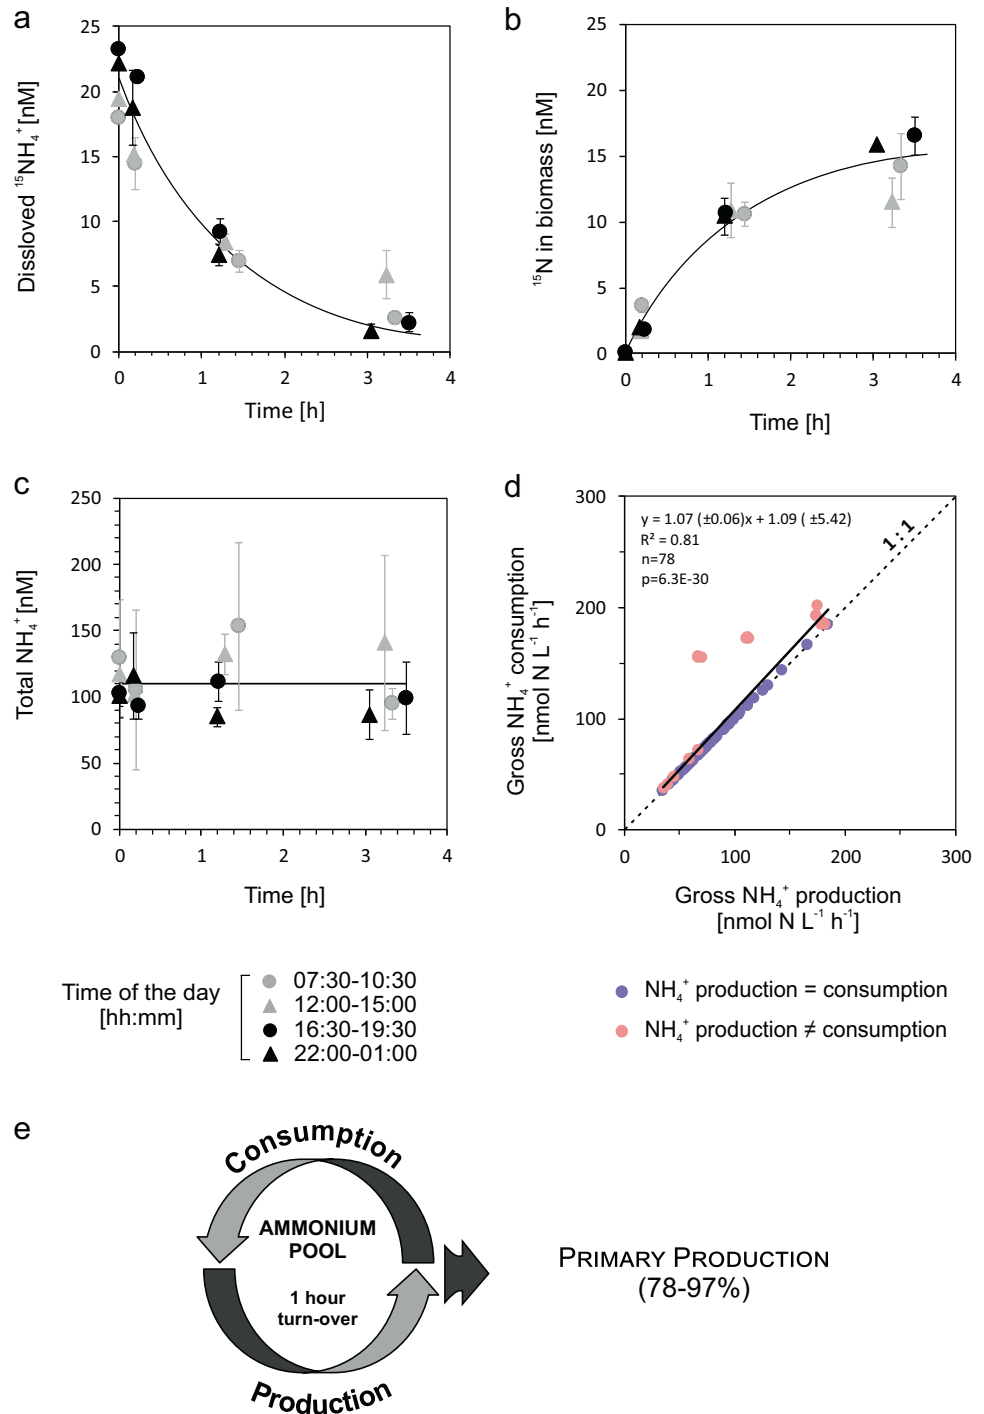 a
25
20
15
10
5
0
Dissloved ¹⁵NH₄⁺ [nM]
0 1 2 3 4
Time [h]
b
25
20
15
10
5
0
¹⁵N in biomass [nM]
0 1 2 3 4
Time [h]
c
250
200
150
100
50
0
Total NH₄⁺ [nM]
0 1 2 3 4
Time [h]
d
300
200
100
0
Gross NH₄⁺ consumption
[nmol N L⁻¹ h⁻¹]
y = 1.07 (±0.06)x + 1.09 ( ±5.42)
R² = 0.81
n=78
p=6.3E-30
1 : 1
0 100 200 300
Gross NH₄⁺ production
[nmol N L⁻¹ h⁻¹]
Time of the day
[hh:mm]
07:30-10:30
12:00-15:00
16:30-19:30
22:00-01:00
NH₄⁺ production = consumption
NH₄⁺ production ≠ consumption
e
Consumption
AMMONIUM
POOL
1 hour
turn-over
Production
PRIMARY PRODUCTION
(78-97%)